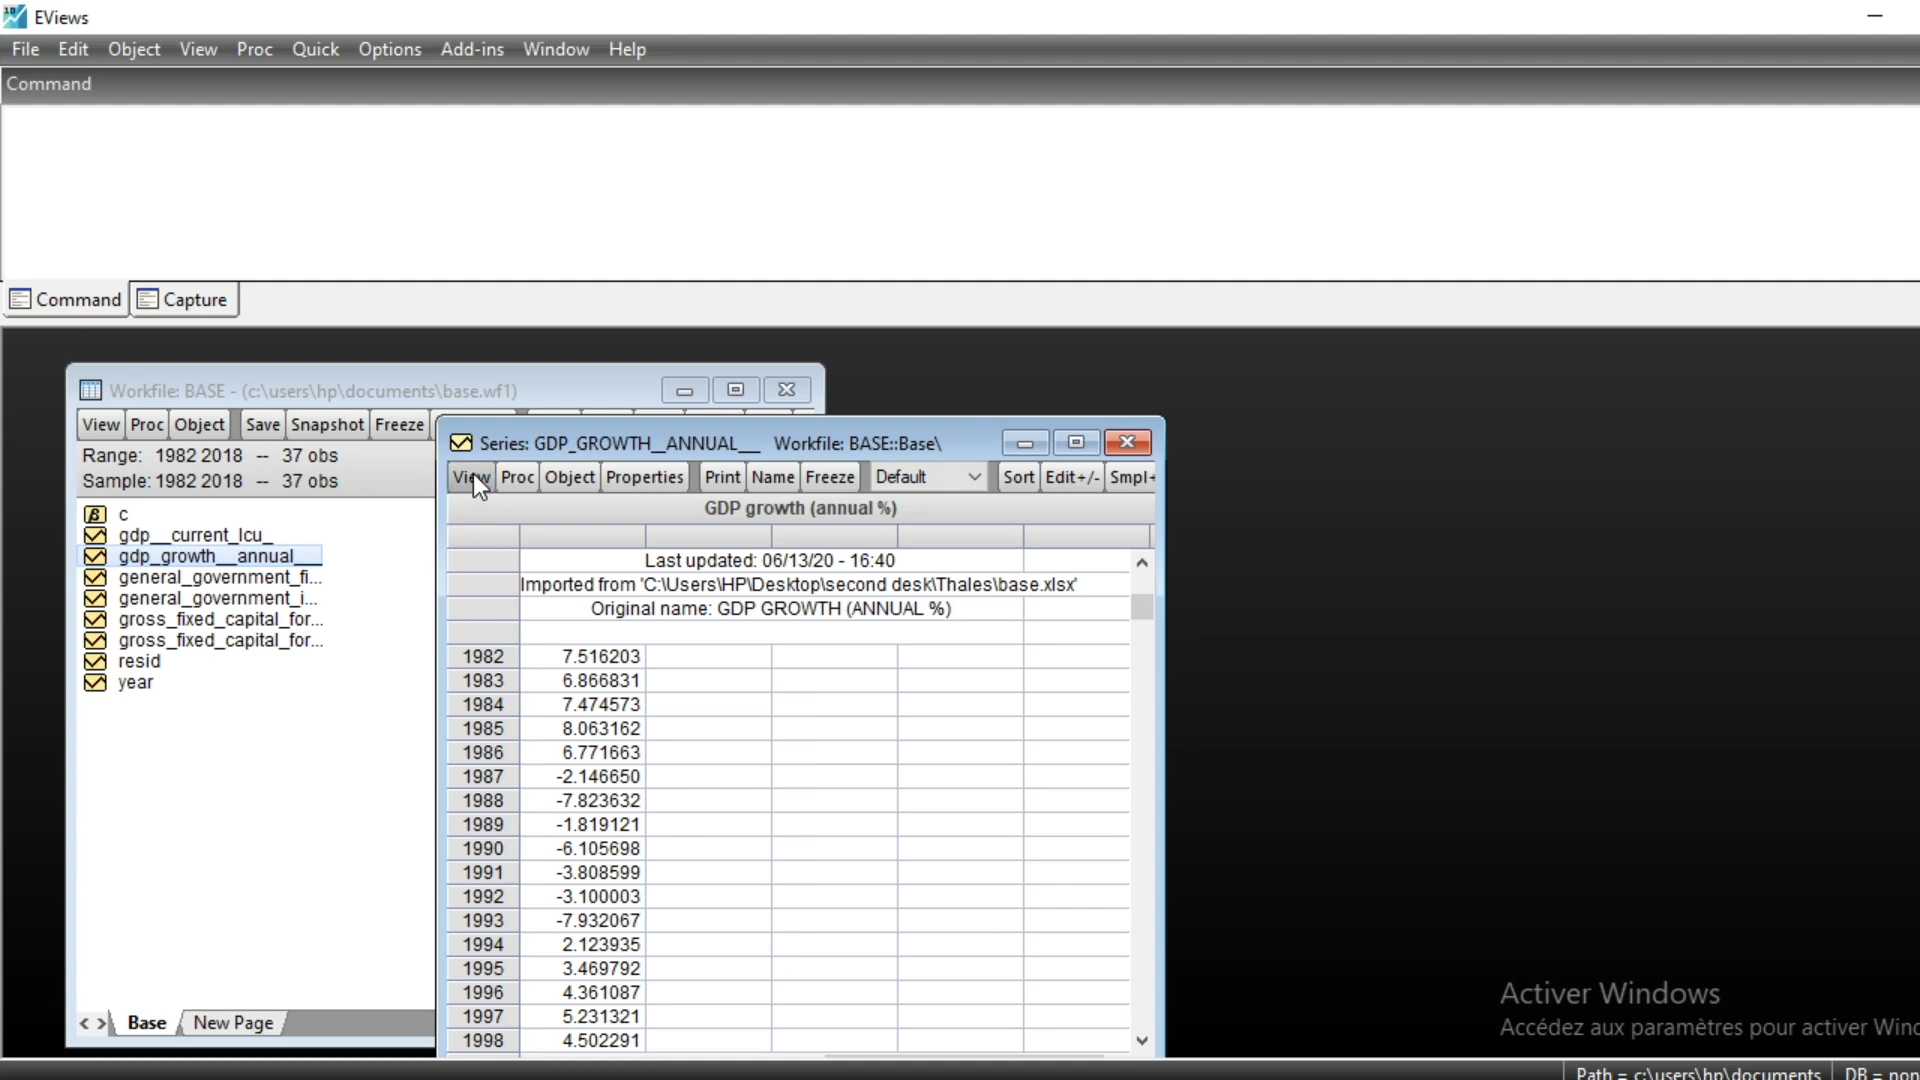 EViews
File Edit Object View Proc Quick Options Add-ins Window Help
Command
Command Capture
Workfile: BASE - (c:\users\hp\documents\base.wf1)
View Proc Object Save Snapshot Freeze
Range: 1982 2018 -- 37 obs
Sample: 1982 2018 -- 37 obs
c
gdp__current_lcu_
gdp_growth__annual___
general_government_fi...
general_government_i...
gross_fixed_capital_for...
gross_fixed_capital_for...
resid
year
Base New Page
Series: GDP_GROWTH__ANNUAL___ Workfile: BASE::Base\
View Proc Object Properties Print Name Freeze Default Sort Edit+/- Smpl+
GDP growth (annual %)
Last updated: 06/13/20 - 16:40
Imported from 'C:\Users\HP\Desktop\second desk\Thales\base.xlsx'
Original name: GDP GROWTH (ANNUAL %)
1982 7.516203
1983 6.866831
1984 7.474573
1985 8.063162
1986 6.771663
1987 -2.146650
1988 -7.823632
1989 -1.819121
1990 -6.105698
1991 -3.808599
1992 -3.100003
1993 -7.932067
1994 2.123935
1995 3.469792
1996 4.361087
1997 5.231321
1998 4.502291
Activer Windows
Accédez aux paramètres pour activer Winc
Path = c:\users\hp\documents DB = non